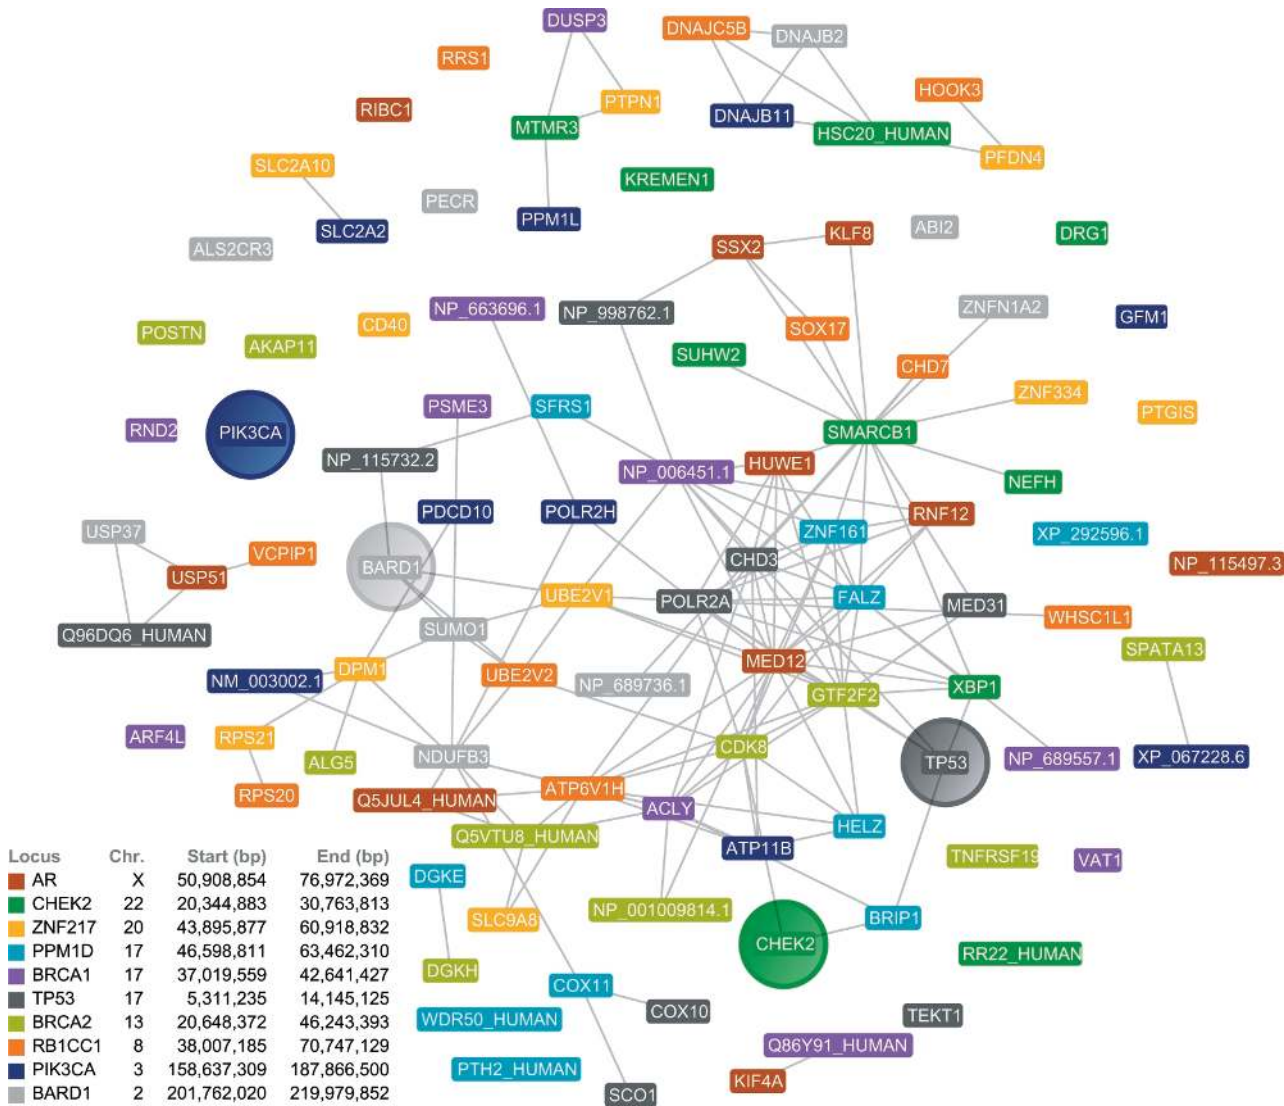 DUSP3
DNAJC5B
DNAJB2
RRS1
HOOK3
RIBC1
PTPN1
DNAJB11
MTMR3
HSC20_HUMAN
PFDN4
SLC2A10
KREMEN1
PECR
PPM1L
SLC2A2
ABI2
DRG1
KLF8
ALS2CR3
SSX2
NP_663696.1
NP_998762.1
ZNFN1A2
GFM1
POSTN
CD40
SOX17
AKAP11
SUHW2
CHD7
ZNF334
PSME3
SFRS1
PTGIS
RND2
PIK3CA
SMARCB1
NP_115732.2
NP_006451.1
HUWE1
NEFH
PDCD10
POLR2H
RNF12
USP37
ZNF161
XP_292596.1
VCPIP1
CHD3
NP_115497.3
BARD1
USP51
UBE2V1
POLR2A
FALZ
MED31
WHSC1L1
SUMO1
Q96DQ6_HUMAN
SPATA13
MED12
DPM1
UBE2V2
NM_003002.1
NP_689736.1
GTF2F2
XBP1
ARF4L
RPS21
CDK8
NDUFB3
ALG5
TP53
NP_689557.1
XP_067228.6
RPS20
Q5JUL4_HUMAN
ATP6V1H
ACLY
HELZ
Q5VTU8_HUMAN
ATP11B
TNFRSF19
VAT1
DGKE
SLC9A8
NP_001009814.1
BRIP1
CHEK2
RR22_HUMAN
DGKH
COX11
COX10
WDR50_HUMAN
TEKT1
Q86Y91_HUMAN
PTH2_HUMAN
KIF4A
SCO1
Locus Chr. Start (bp) End (bp)
AR X 50,908,854 76,972,369
CHEK2 22 20,344,883 30,763,813
ZNF217 20 43,895,877 60,918,832
PPM1D 17 46,598,811 63,462,310
BRCA1 17 37,019,559 42,641,427
TP53 17 5,311,235 14,145,125
BRCA2 13 20,648,372 46,243,393
RB1CC1 8 38,007,185 70,747,129
PIK3CA 3 158,637,309 187,866,500
BARD1 2 201,762,020 219,979,852